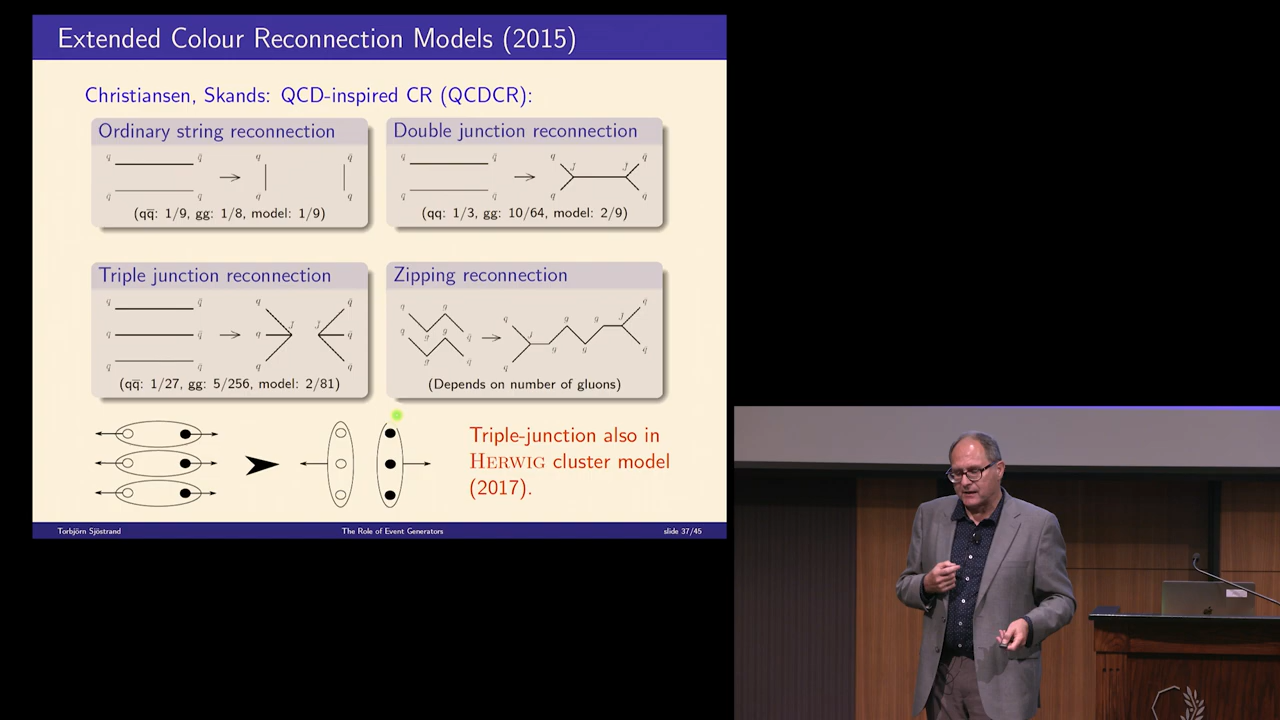 Extended Colour Reconnection Models (2015)
Christiansen, Skands: QCD-inspired CR (QCDCR):
Ordinary string reconnection
q q̄ q q̄
q̄ q q̄ q
(qq̄: 1/9, gg: 1/8, model: 1/9)
Double junction reconnection
(qq: 1/3, gg: 10/64, model: 2/9)
Triple junction reconnection
(qq̄: 1/27, gg: 5/256, model: 2/81)
Zipping reconnection
(Depends on number of gluons)
Triple-junction also in
HERWIG cluster model
(2017).
Torbjörn Sjöstrand
The Role of Event Generators
slide 37/45